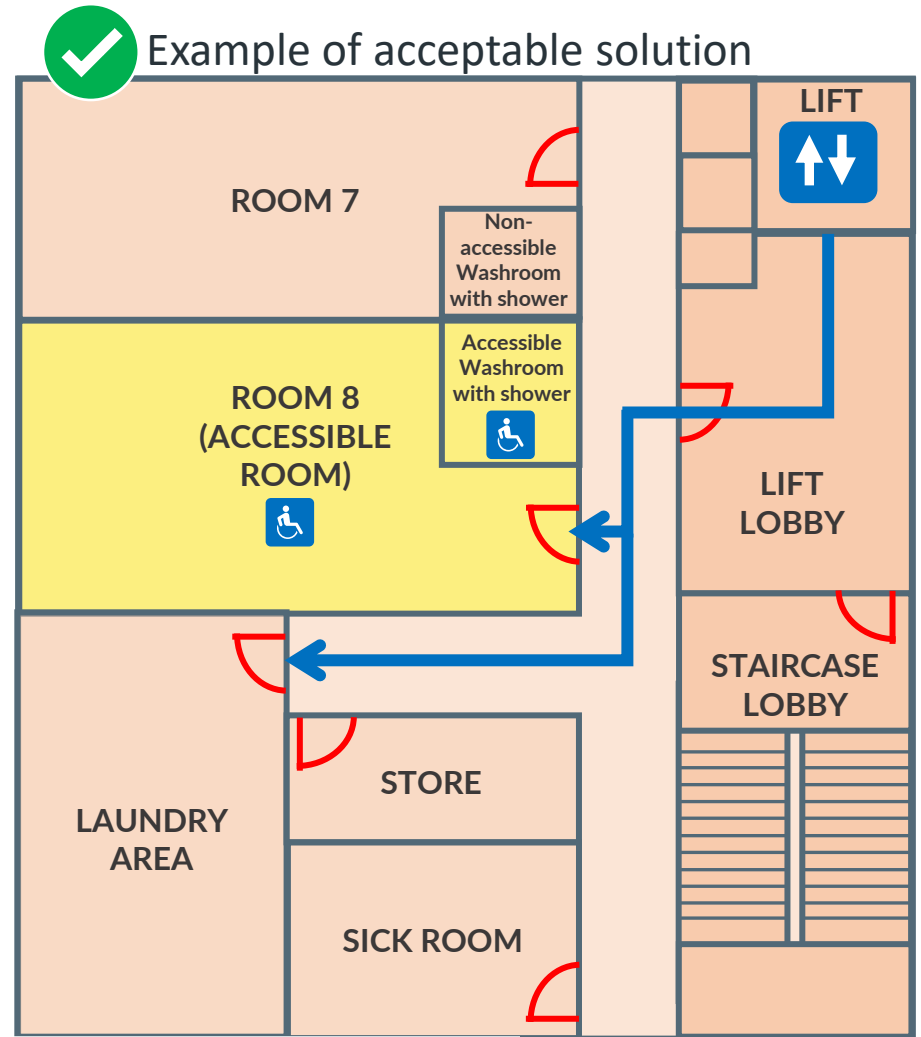 Example of acceptable solution
LIFT
ROOM 7
Non-
accessible
Washroom
with shower
Accessible
Washroom
with shower
ROOM 8
(ACCESSIBLE
ROOM)
LIFT
LOBBY
STAIRCASE
LOBBY
STORE
LAUNDRY
AREA
SICK ROOM